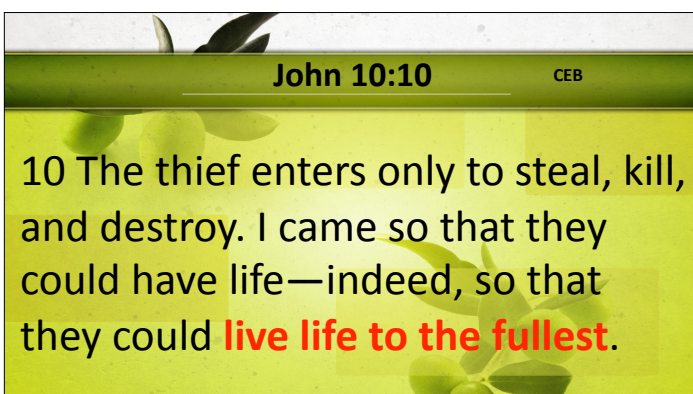 John 10:10 CEB
10 The thief enters only to steal, kill,
and destroy. I came so that they
could have life—indeed, so that
they could live life to the fullest.